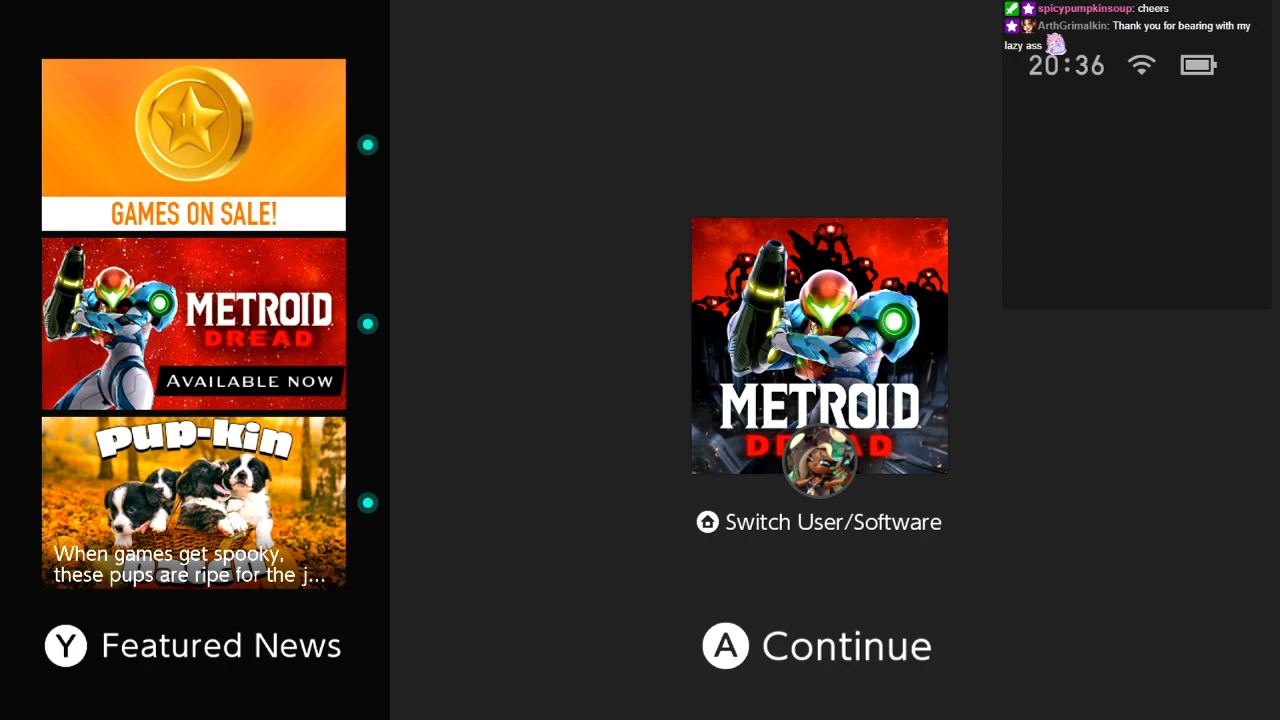 GAMES ON SALE!
METROID
DREAD
AVAILABLE NOW
Pup-kin
When games get spooky,
these pups are ripe for the j...
Y Featured News
METROID
Switch User/Software
A Continue
spicypumpkinsoup: cheers
ArthGrimalkin: Thank you for bearing with my
lazy ass
20:36